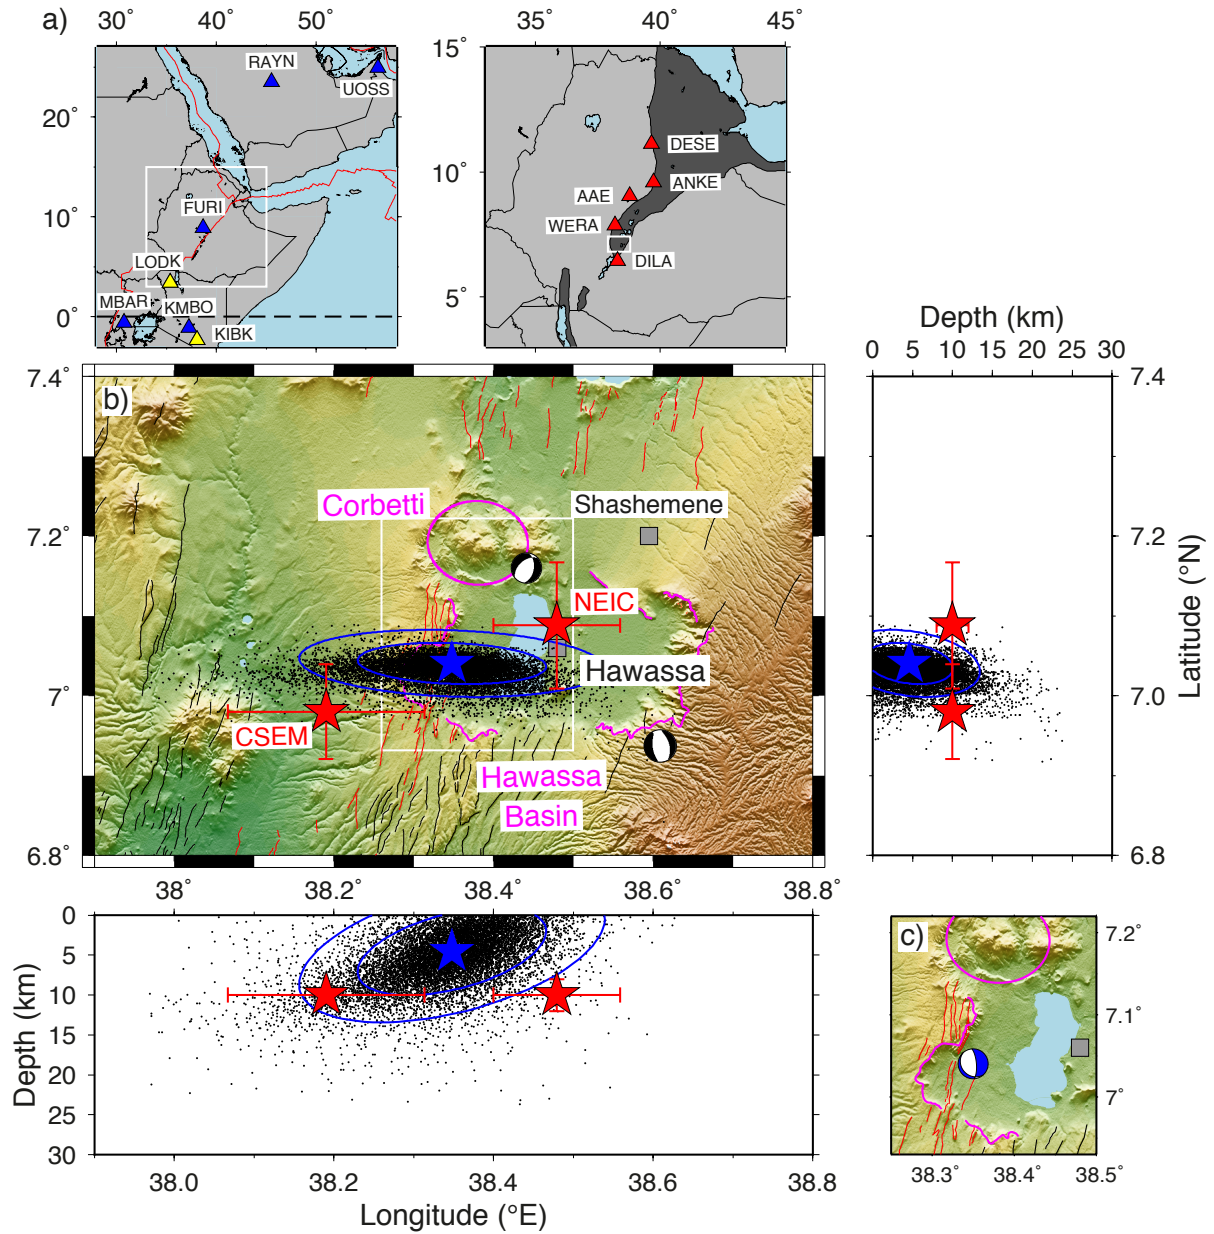 a)
30° 40° 50°
35° 40° 45°
20°
10°
0°
RAYN
UOSS
FURI
LODK
MBAR
KMBO
KIBK
15°
10°
5°
DESE
ANKE
AAE
WERA
DILA
Depth (km)
0 5 10 15 20 25 30
b)
7.4°
7.2°
7°
6.8°
Corbetti
Shashemene
NEIC
Hawassa
CSEM
Hawassa
Basin
38° 38.2° 38.4° 38.6° 38.8°
7.4
7.2
7.0
6.8
Latitude (°N)
0
5
10
15
20
25
30
Depth (km)
38.0 38.2 38.4 38.6 38.8
Longitude (°E)
c)
7.2°
7.1°
7°
38.3° 38.4° 38.5°